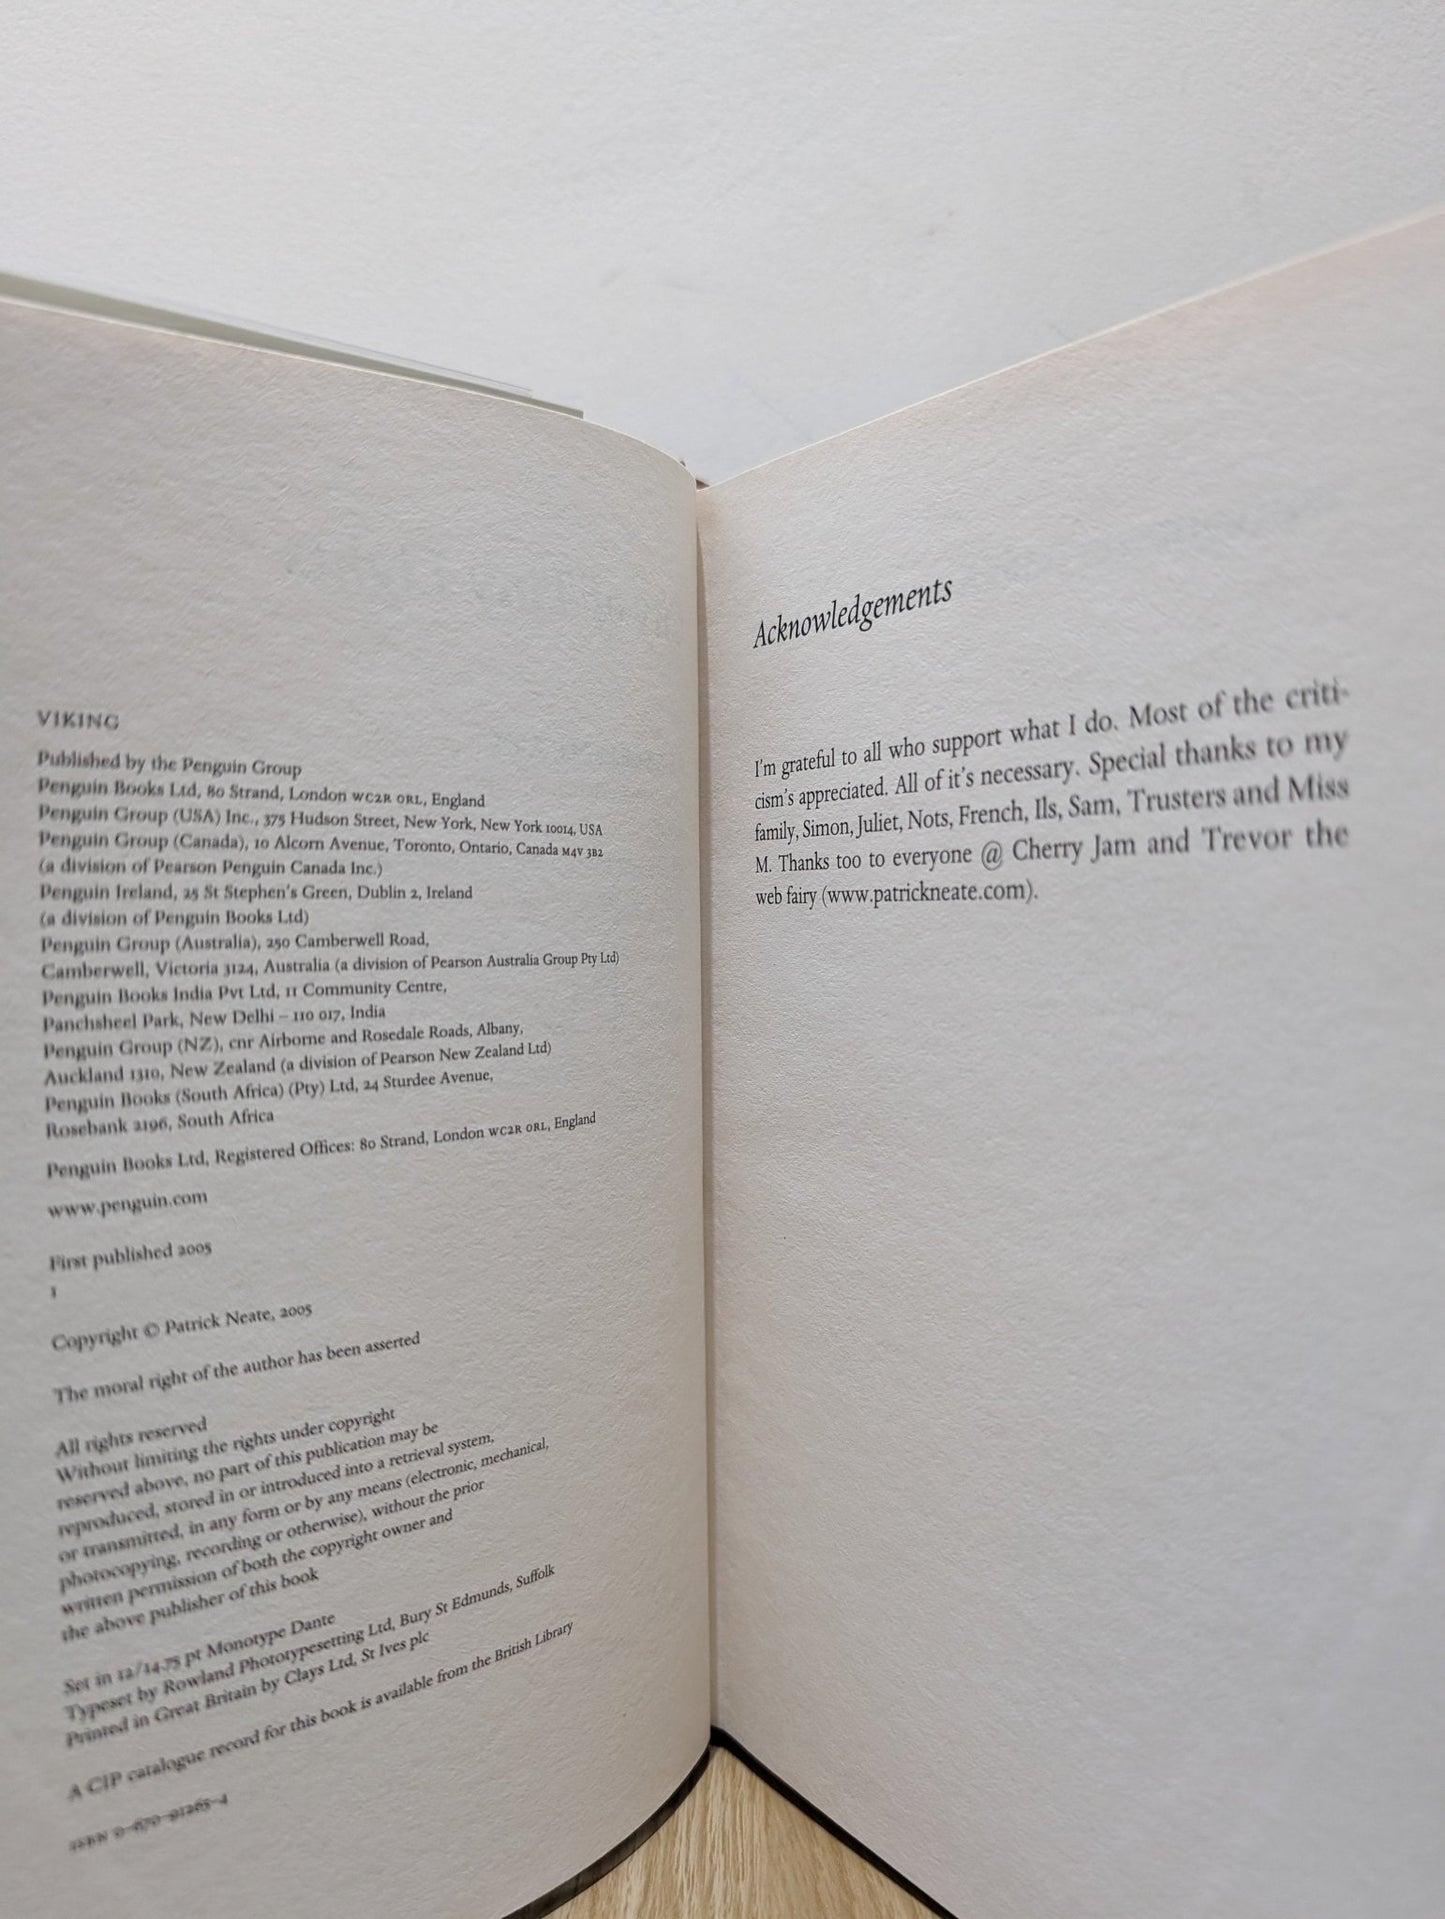 VIKING
Published by the Penguin Group
Penguin Books Ltd, 80 Strand, London WC2R 0RL, England
Penguin Group (USA) Inc., 375 Hudson Street, New York, New York 10014, USA
Penguin Group (Canada), 10 Alcorn Avenue, Toronto, Ontario, Canada M4V 3B2
(a division of Pearson Penguin Canada Inc.)
Penguin Ireland, 25 St Stephen's Green, Dublin 2, Ireland
(a division of Penguin Books Ltd)
Penguin Group (Australia), 250 Camberwell Road,
Camberwell, Victoria 3124, Australia (a division of Pearson Australia Group Pty Ltd)
Penguin Books India Pvt Ltd, 11 Community Centre,
Panchsheel Park, New Delhi – 110 017, India
Penguin Group (NZ), cnr Airborne and Rosedale Roads, Albany,
Auckland 1310, New Zealand (a division of Pearson New Zealand Ltd)
Penguin Books (South Africa) (Pty) Ltd, 24 Sturdee Avenue,
Rosebank 2196, South Africa
Penguin Books Ltd, Registered Offices: 80 Strand, London WC2R 0RL, England
www.penguin.com
First published 2005
1
Copyright © Patrick Neate, 2005
The moral right of the author has been asserted
All rights reserved
Without limiting the rights under copyright
reserved above, no part of this publication may be
reproduced, stored in or introduced into a retrieval system,
or transmitted, in any form or by any means (electronic, mechanical,
photocopying, recording or otherwise), without the prior
written permission of both the copyright owner and
the above publisher of this book
Set in 12/14.75 pt Monotype Dante
Typeset by Rowland Phototypesetting Ltd, Bury St Edmunds, Suffolk
Printed in Great Britain by Clays Ltd, St Ives plc
A CIP catalogue record for this book is available from the British Library
ISBN 0-670-91265-4
Acknowledgements
I'm grateful to all who support what I do. Most of the criti-
cism's appreciated. All of it's necessary. Special thanks to my
family, Simon, Juliet, Nots, French, Ils, Sam, Trusters and Miss
M. Thanks too to everyone @ Cherry Jam and Trevor the
web fairy (www.patrickneate.com).